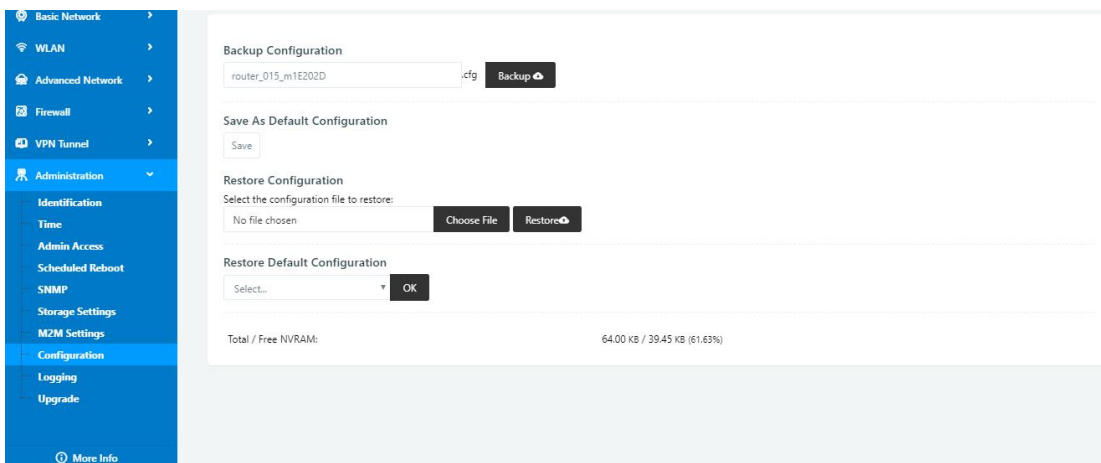 Basic Network
WLAN
Advanced Network
Firewall
VPN Tunnel
Administration
Identification
Time
Admin Access
Scheduled Reboot
SNMP
Storage Settings
M2M Settings
Configuration
Logging
Upgrade
More Info
Backup Configuration
router_015_m1E202D .cfg Backup
Save As Default Configuration
Save
Restore Configuration
Select the configuration file to restore:
No file chosen Choose File Restore
Restore Default Configuration
Select... OK
Total / Free NVRAM: 64.00 KB / 39.45 KB (61.63%)